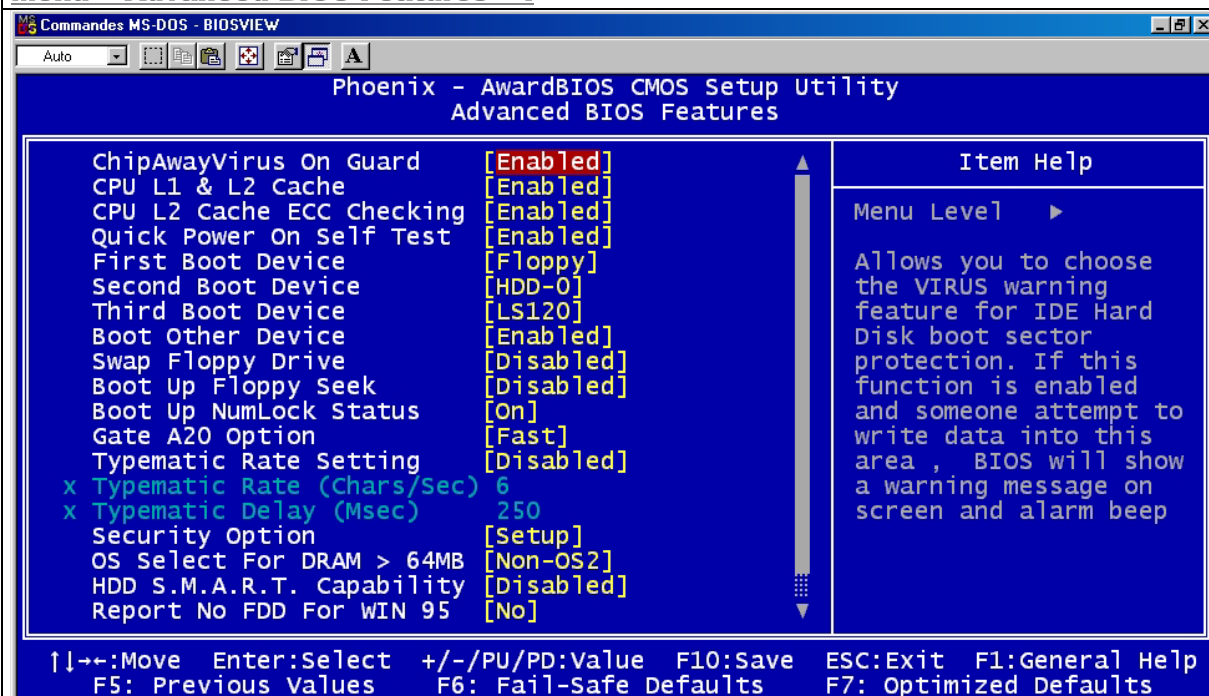 Commandes MS-DOS - BIOSVIEW
Auto
A
Phoenix - AwardBIOS CMOS Setup Utility
Advanced BIOS Features
ChipAwayVirus On Guard [Enabled]
CPU L1 & L2 Cache [Enabled]
CPU L2 Cache ECC Checking [Enabled]
Quick Power On Self Test [Enabled]
First Boot Device [Floppy]
Second Boot Device [HDD-0]
Third Boot Device [LS120]
Boot Other Device [Enabled]
Swap Floppy Drive [Disabled]
Boot Up Floppy Seek [Disabled]
Boot Up NumLock Status [On]
Gate A20 Option [Fast]
Typematic Rate Setting [Disabled]
x Typematic Rate (Chars/Sec) 6
x Typematic Delay (Msec) 250
Security Option [Setup]
OS Select For DRAM > 64MB [Non-OS2]
HDD S.M.A.R.T. Capability [Disabled]
Report No FDD For WIN 95 [No]
Item Help
Menu Level ▶
Allows you to choose
the VIRUS warning
feature for IDE Hard
Disk boot sector
protection. If this
function is enabled
and someone attempt to
write data into this
area , BIOS will show
a warning message on
screen and alarm beep
↑↓→←:Move Enter:Select +/-/PU/PD:Value F10:Save ESC:Exit F1:General Help
F5: Previous Values F6: Fail-Safe Defaults F7: Optimized Defaults